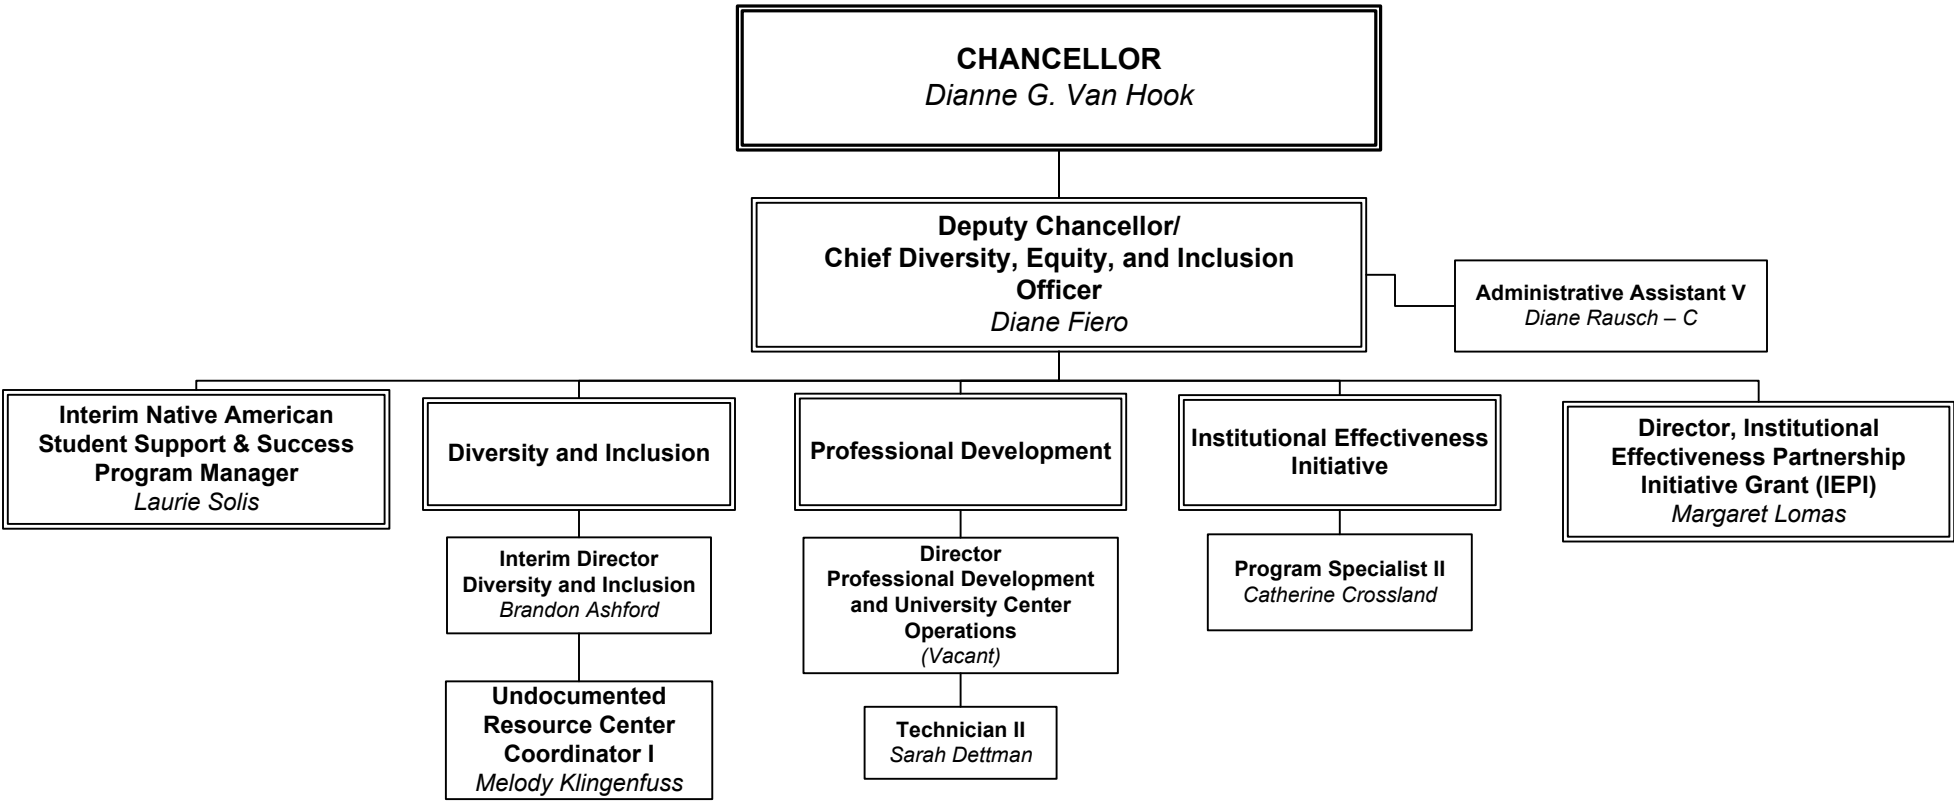 CHANCELLOR
Dianne G. Van Hook
Deputy Chancellor/
Chief Diversity, Equity, and Inclusion
Officer
Diane Fiero
Administrative Assistant V
Diane Rausch – C
Interim Native American
Student Support & Success
Program Manager
Laurie Solis
Diversity and Inclusion
Professional Development
Institutional Effectiveness
Initiative
Director, Institutional
Effectiveness Partnership
Initiative Grant (IEPI)
Margaret Lomas
Interim Director
Diversity and Inclusion
Brandon Ashford
Director
Professional Development
and University Center
Operations
(Vacant)
Program Specialist II
Catherine Crossland
Undocumented
Resource Center
Coordinator I
Melody Klingenfuss
Technician II
Sarah Dettman